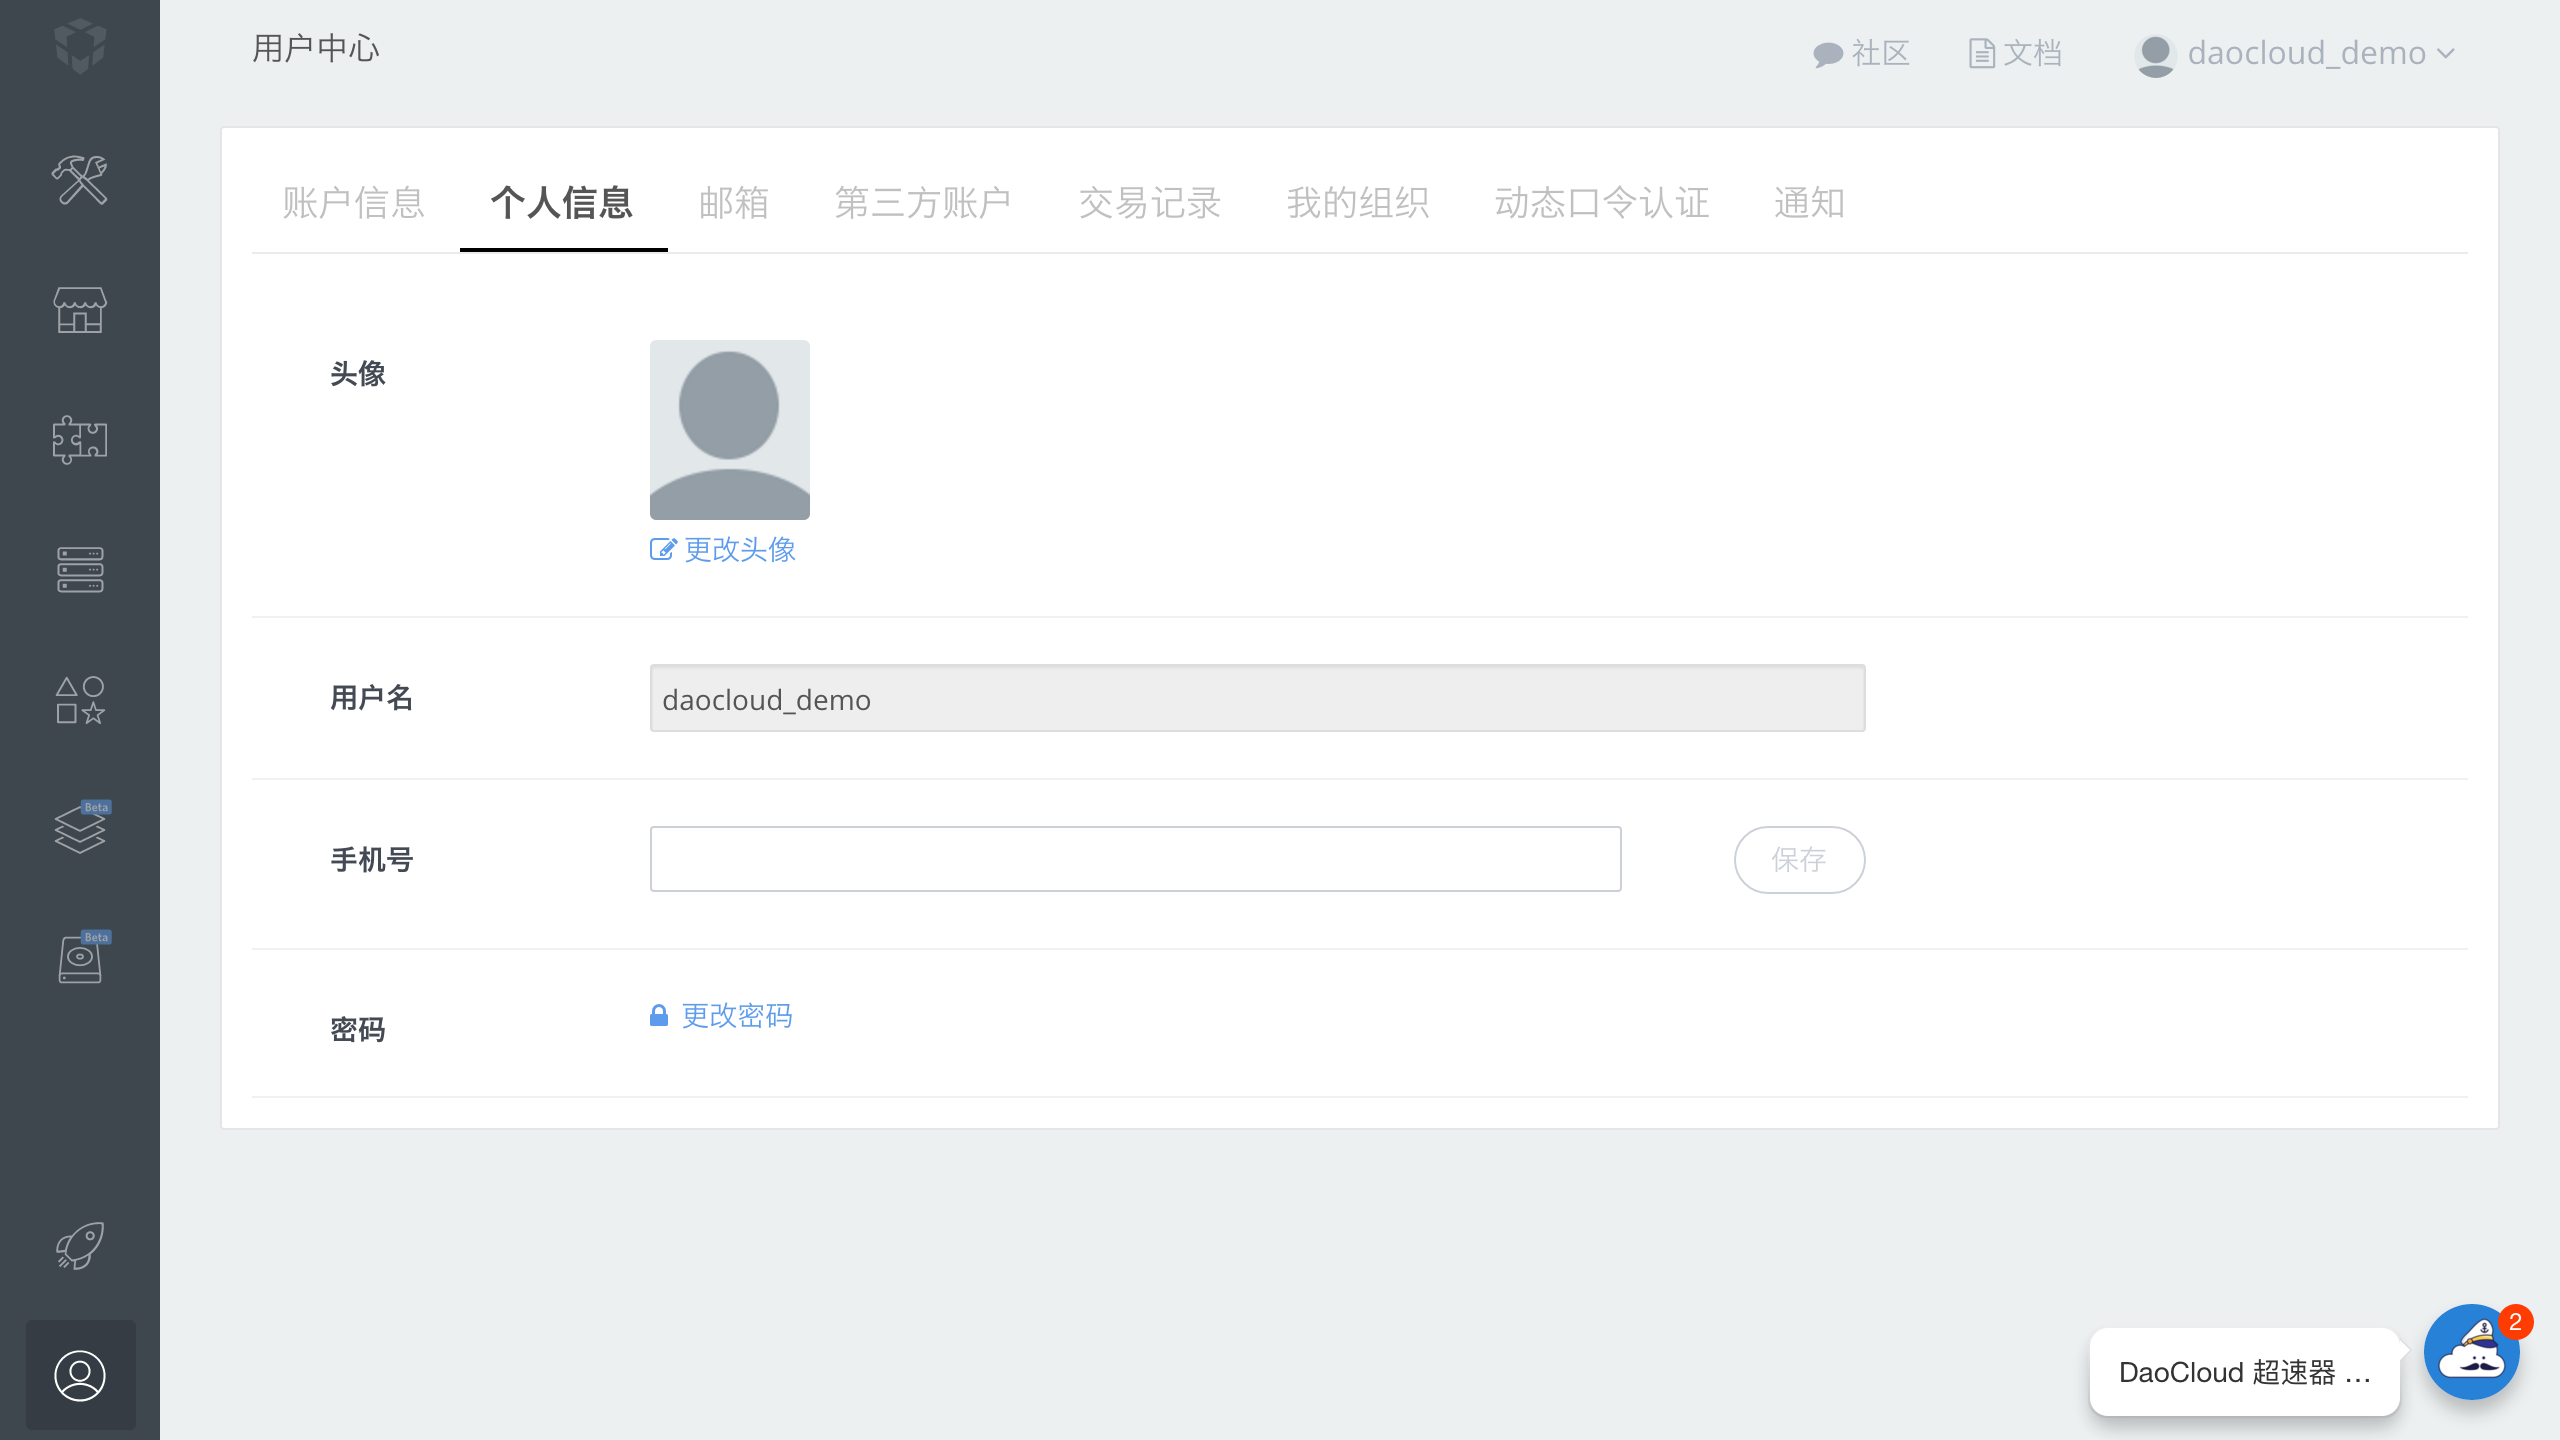 用户中心
社区
文档
daocloud_demo
账户信息
个人信息
邮箱
第三方账户
交易记录
我的组织
动态口令认证
通知
头像
更改头像
用户名
daocloud_demo
手机号
保存
密码
更改密码
Beta
Beta
2
DaoCloud 超速器 ...